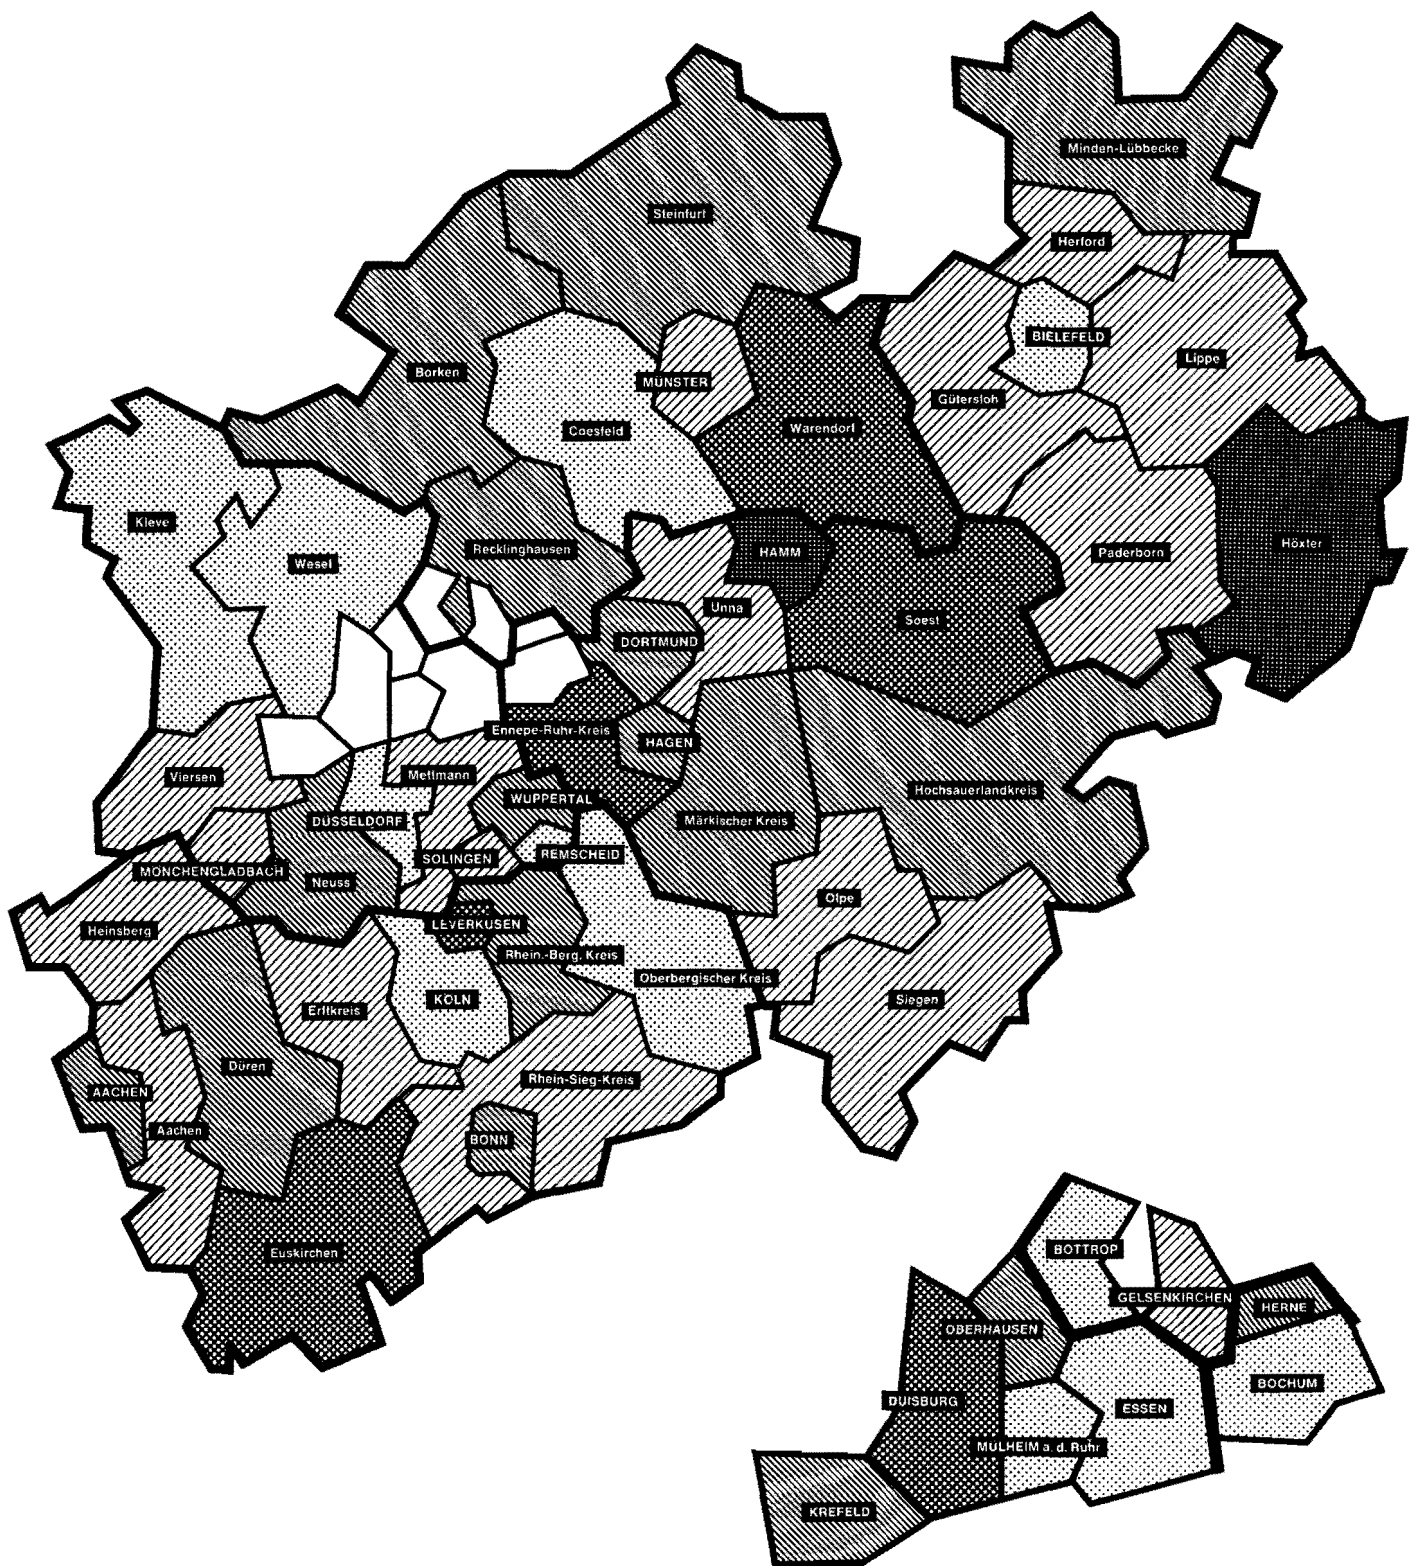 Minden-Lübbecke
Steinfurt
Herford
BIELEFELD
Lippe
Borken
MÜNSTER
Gütersloh
Coesfeld
Warendorf
Kleve
Wesel
Recklinghausen
HAMM
Paderborn
Höxter
Unna
Soest
DORTMUND
Ennepe-Ruhr-Kreis
HAGEN
Viersen
Mettmann
Hochsauerlandkreis
WUPPERTAL
DÜSSELDORF
Märkischer Kreis
SOLINGEN
REMSCHEID
MÖNCHENGLADBACH
Neuss
Olpe
Heinsberg
LEVERKUSEN
Rhein.-Berg. Kreis
Oberbergischer Kreis
Erftkreis
KÖLN
Siegen
Düren
Rhein-Sieg-Kreis
AACHEN
Aachen
BONN
Euskirchen
BOTTROP
GELSENKIRCHEN
HERNE
OBERHAUSEN
BOCHUM
DUISBURG
ESSEN
MÜLHEIM a. d. Ruhr
KREFELD